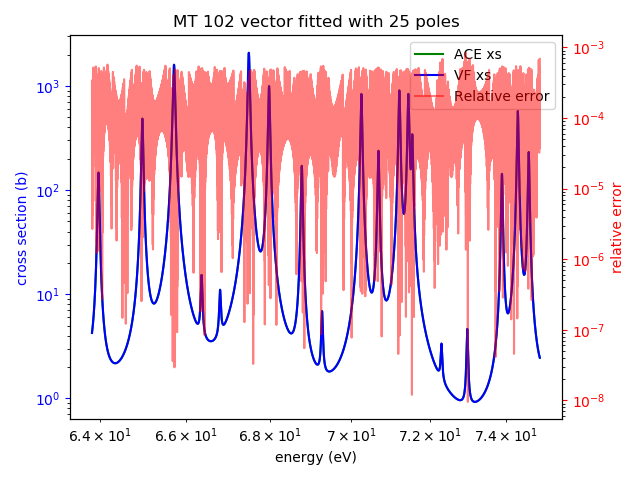 MT 102 vector fitted with 25 poles
ACE xs
VF xs
Relative error
cross section (b)
10³
10²
10¹
10⁰
relative error
10⁻³
10⁻⁴
10⁻⁵
10⁻⁶
10⁻⁷
10⁻⁸
6.4 × 10¹ 6.6 × 10¹ 6.8 × 10¹ 7 × 10¹ 7.2 × 10¹ 7.4 × 10¹
energy (eV)